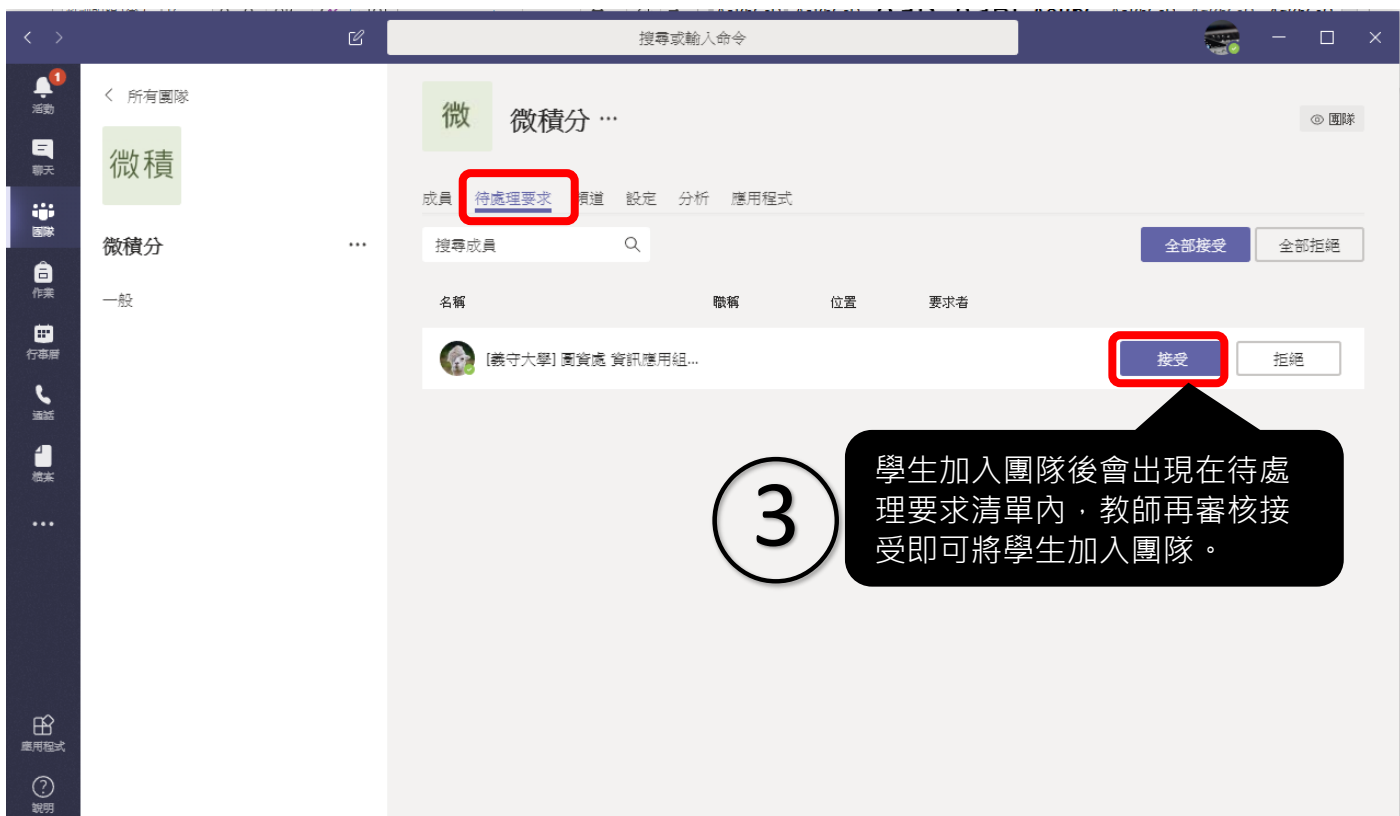 搜尋或輸入命令
1
活動
聊天
團隊
作業
行事曆
通話
檔案
應用程式
說明
所有團隊
微積
微積分
一般
微 微積分
團隊
成員 待處理要求 頻道 設定 分析 應用程式
搜尋成員
全部接受 全部拒絕
名稱 職稱 位置 要求者
[義守大學] 圖資處 資訊應用組...
接受 拒絕
3
學生加入團隊後會出現在待處
理要求清單內，教師再審核接
受即可將學生加入團隊。